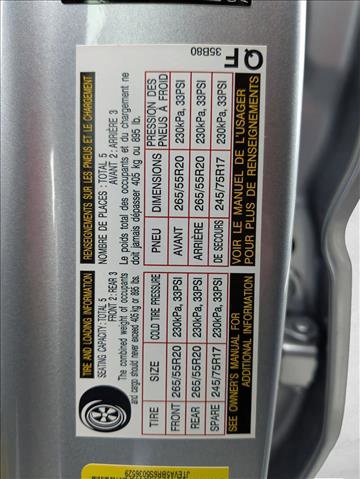 TIRE AND LOADING INFORMATION
SEATING CAPACITY: TOTAL 5
FRONT 2: REAR 3
The combined weight of occupants
and cargo should never exceed 405 kg or 895 lb.
TIRE SIZE COLD TIRE PRESSURE
FRONT 265/55R20 230kPa, 33PSI
REAR 265/55R20 230kPa, 33PSI
SPARE 245/75R17 230kPa, 33PSI
SEE OWNER'S MANUAL FOR
ADDITIONAL INFORMATION
RENSEIGNEMENTS SUR LES PNEUS ET LE CHARGEMENT
NOMBRE DE PLACES: TOTAL 5
AVANT 2: ARRIÈRE 3
Le poids total des occupants et du chargement ne
doit jamais dépasser 405 kg ou 895 lb.
PNEU DIMENSIONS PRESSION DES
PNEUS À FROID
AVANT 265/55R20 230kPa, 33PSI
ARRIÈRE 265/55R20 230kPa, 33PSI
DE SECOURS 245/75R17 230kPa, 33PSI
VOIR LE MANUEL DE L'USAGER
POUR PLUS DE RENSEIGNEMENTS
QF
35B80